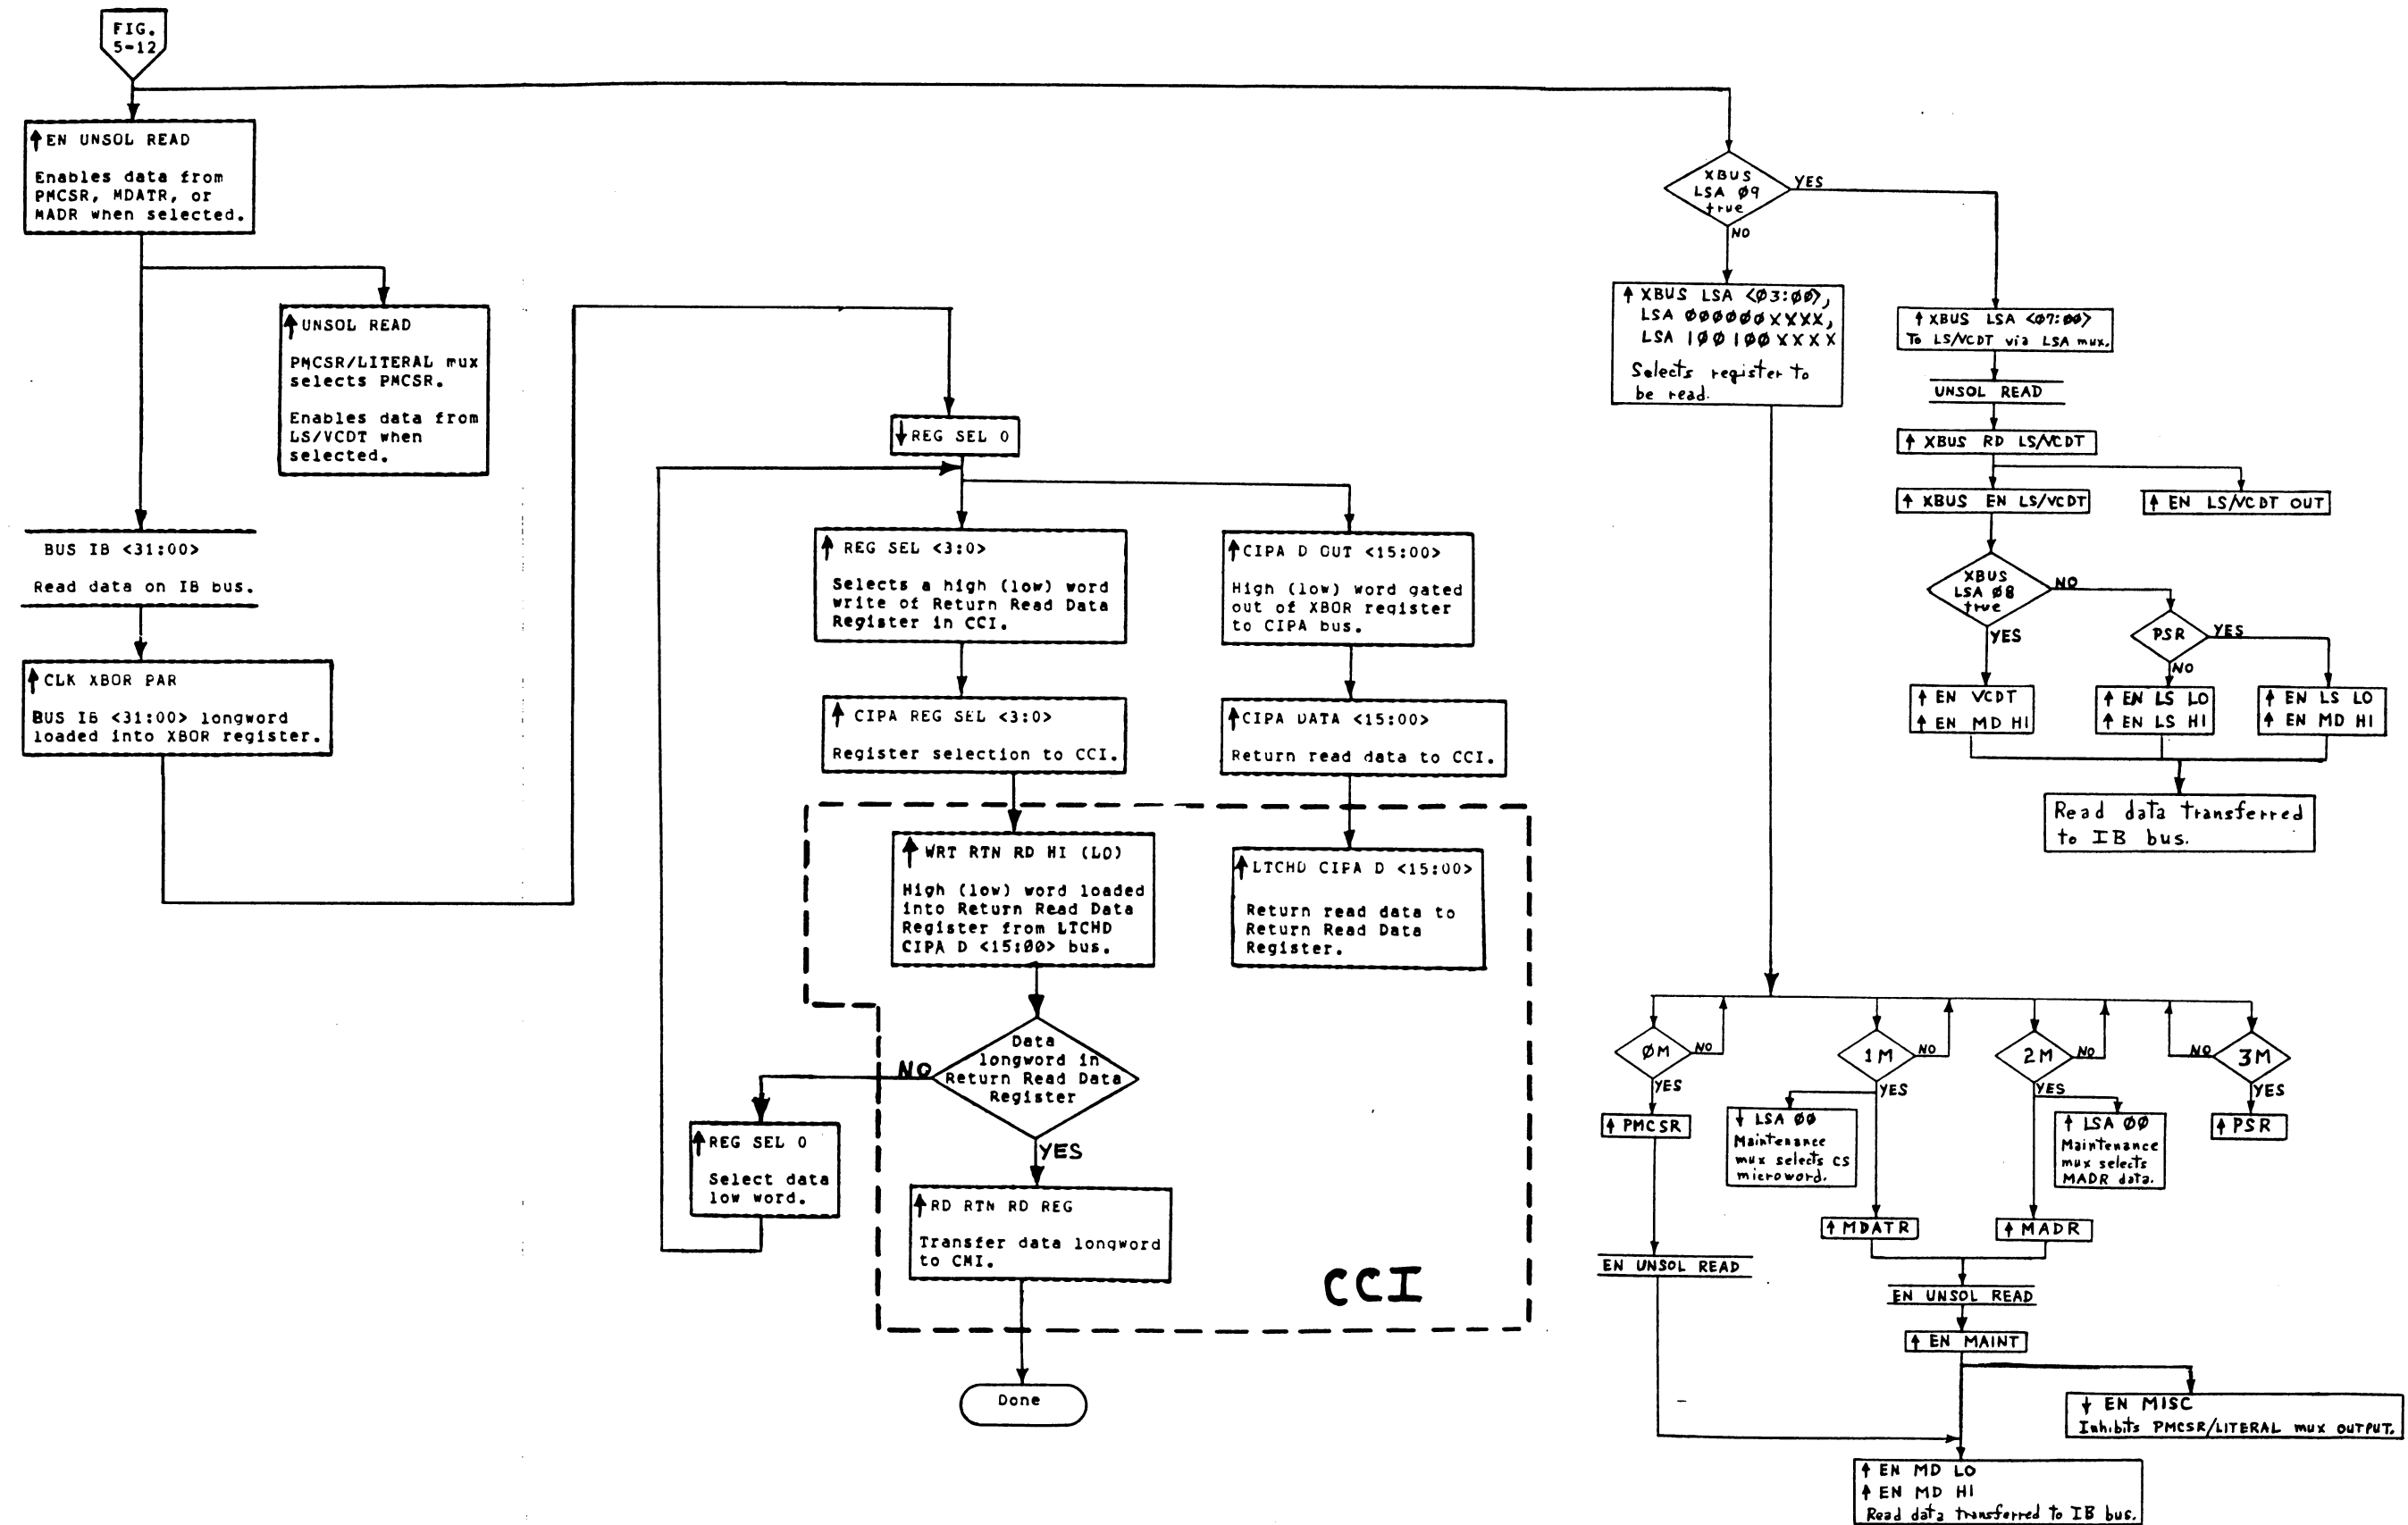 FIG.
5-12
↑EN UNSOL READ
Enables data from
PMCSR, MDATR, or
MADR when selected.
↑UNSOL READ
PMCSR/LITERAL mux
selects PMCSR.
Enables data from
LS/VCDT when
selected.
BUS IB <31:00>
Read data on IB bus.
↑CLK XBOR PAR
BUS IB <31:00> longword
loaded into XBOR register.
↓REG SEL 0
↑REG SEL <3:0>
Selects a high (low) word
write of Return Read Data
Register in CCI.
↑CIPA REG SEL <3:0>
Register selection to CCI.
↑CIPA D OUT <15:00>
High (low) word gated
out of XBOR register
to CIPA bus.
↑CIPA DATA <15:00>
Return read data to CCI.
↑WRT RTN RD HI (LO)
High (low) word loaded
into Return Read Data
Register from LTCHD
CIPA D <15:00> bus.
↑LTCHD CIPA D <15:00>
Return read data to
Return Read Data
Register.
Data
longword in
Return Read Data
Register
NO
YES
↑REG SEL 0
Select data
low word.
↑RD RTN RD REG
Transfer data longword
to CMI.
CCI
Done
XBUS
LSA Ø9
true
YES
NO
↑ XBUS LSA <Ø3:ØØ>,
LSA ØØØØØØXXXX,
LSA 1ØØ1ØØXXXX
Selects register to
be read.
↑ XBUS LSA <Ø7:ØØ>
To LS/VCDT via LSA mux.
UNSOL READ
↑ XBUS RD LS/VCDT
↑ XBUS EN LS/VCDT
↑ EN LS/VCDT OUT
XBUS
LSA Ø8
true
NO
YES
PSR
YES
NO
↑ EN VCDT
↑ EN MD HI
↑ EN LS LO
↑ EN LS HI
↑ EN LS LO
↑ EN MD HI
Read data transferred
to IB bus.
ØM
NO
YES
1M
NO
YES
2M
NO
YES
3M
NO
YES
↑ PMCSR
↓ LSA ØØ
Maintenance
mux selects CS
microword.
↑ LSA ØØ
Maintenance
mux selects
MADR data.
↑ PSR
↑ MDATR
↑ MADR
EN UNSOL READ
EN UNSOL READ
↑ EN MAINT
↓ EN MISC
Inhibits PMCSR/LITERAL mux OUTPUT.
↑ EN MD LO
↑ EN MD HI
Read data transferred to IB bus.